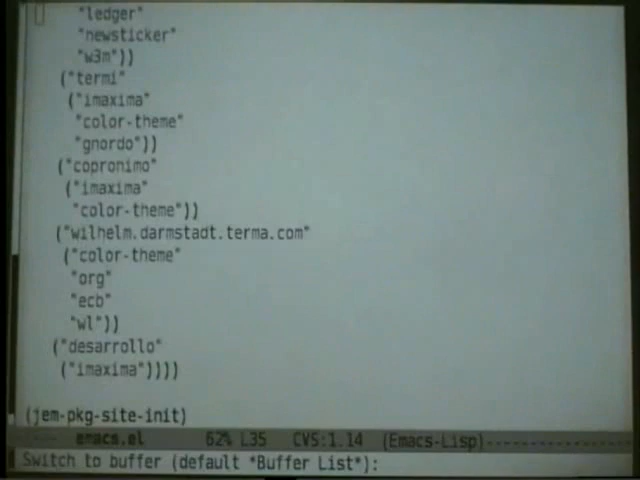 "ledger"
"newsticker"
"w3m"))
("termi"
("imaxima"
"color-theme"
"gnordo"))
("copronimo"
("imaxima"
"color-theme"))
("wilhelm.darmstadt.terma.com"
("color-theme"
"org"
"ecb"
"wl"))
("desarrollo"
("imaxima"))))
(jem-pkg-site-init)
emacs.el 62% L35 CVS:1.14 (Emacs-Lisp)--------------
Switch to buffer (default *Buffer List*):